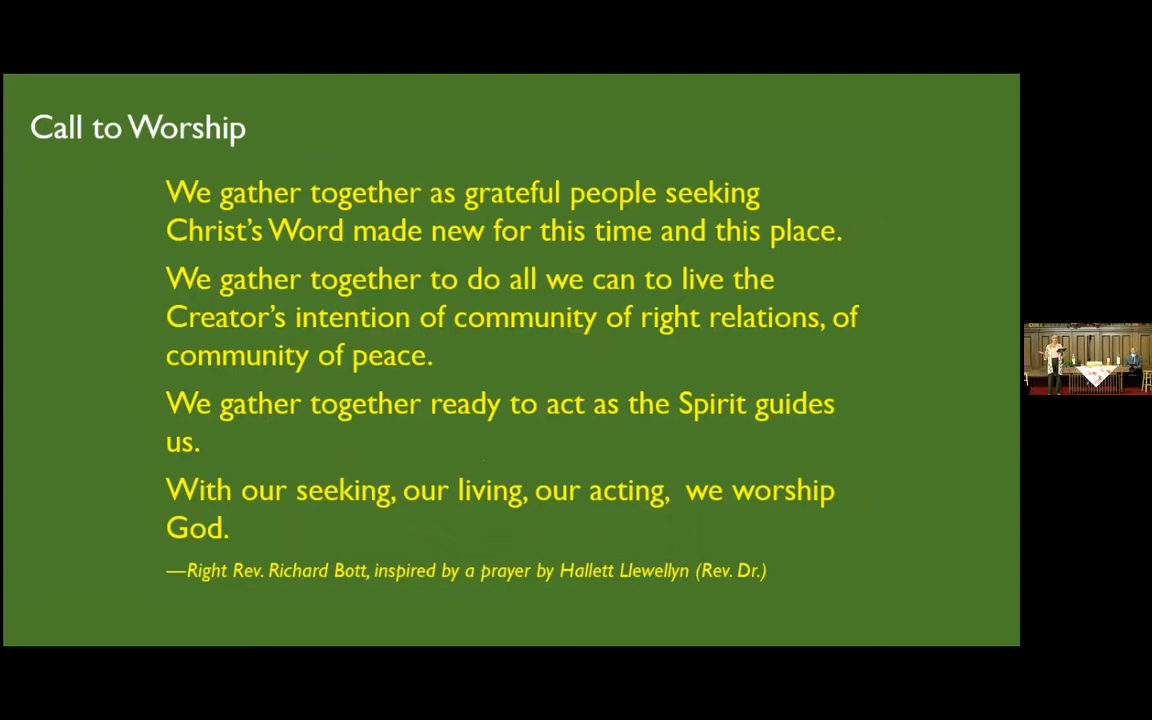 Call to Worship
We gather together as grateful people seeking
Christ's Word made new for this time and this place.
We gather together to do all we can to live the
Creator's intention of community of right relations, of
community of peace.
We gather together ready to act as the Spirit guides
us.
With our seeking, our living, our acting,  we worship
God.
—Right Rev. Richard Bott, inspired by a prayer by Hallett Llewellyn (Rev. Dr.)